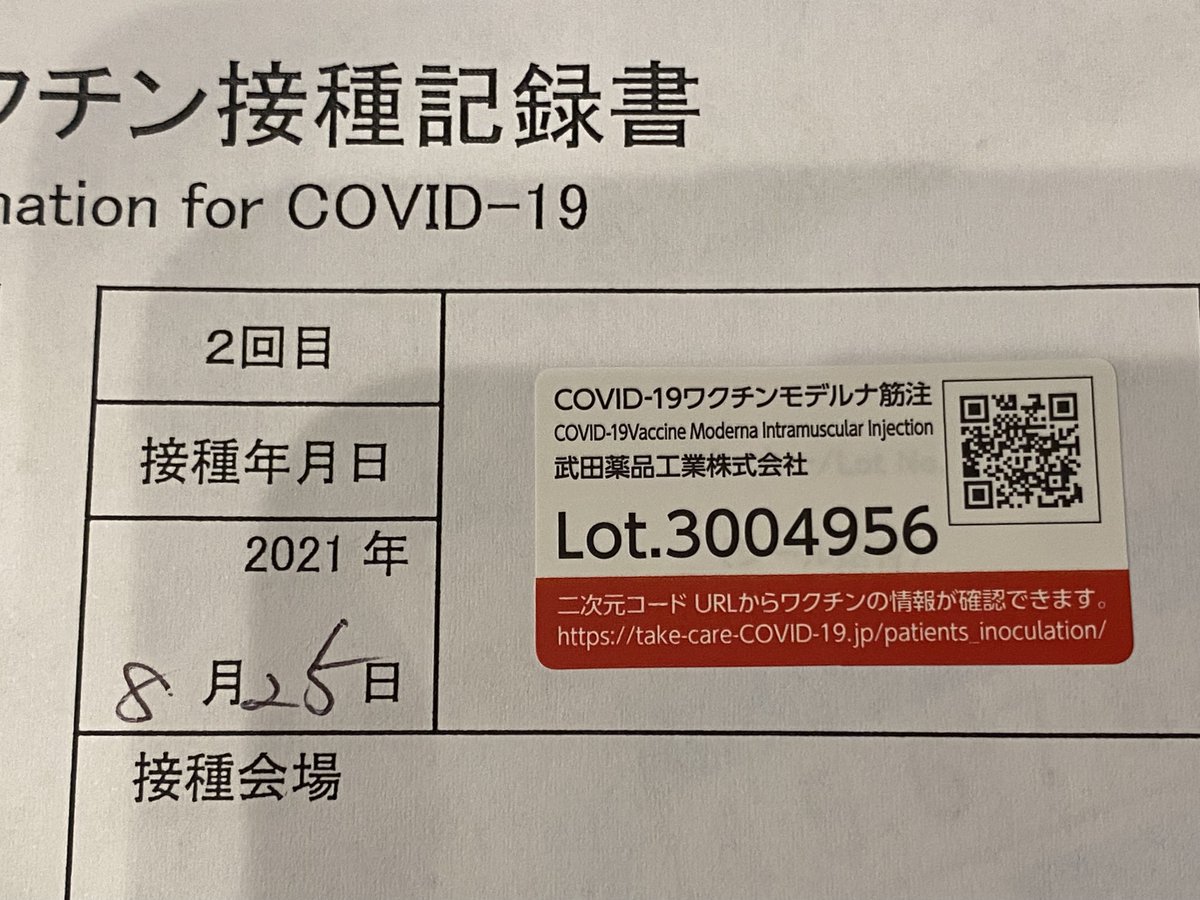 クチン接種記録書
nation for COVID-19
2回目
接種年月日
2021 年
8 月 25 日
接種会場
COVID-19ワクチンモデルナ筋注
COVID-19Vaccine Moderna Intramuscular Injection
武田薬品工業株式会社
Lot.3004956
二次元コード URLからワクチンの情報が確認できます。
https://take-care-COVID-19.jp/patients_inoculation/